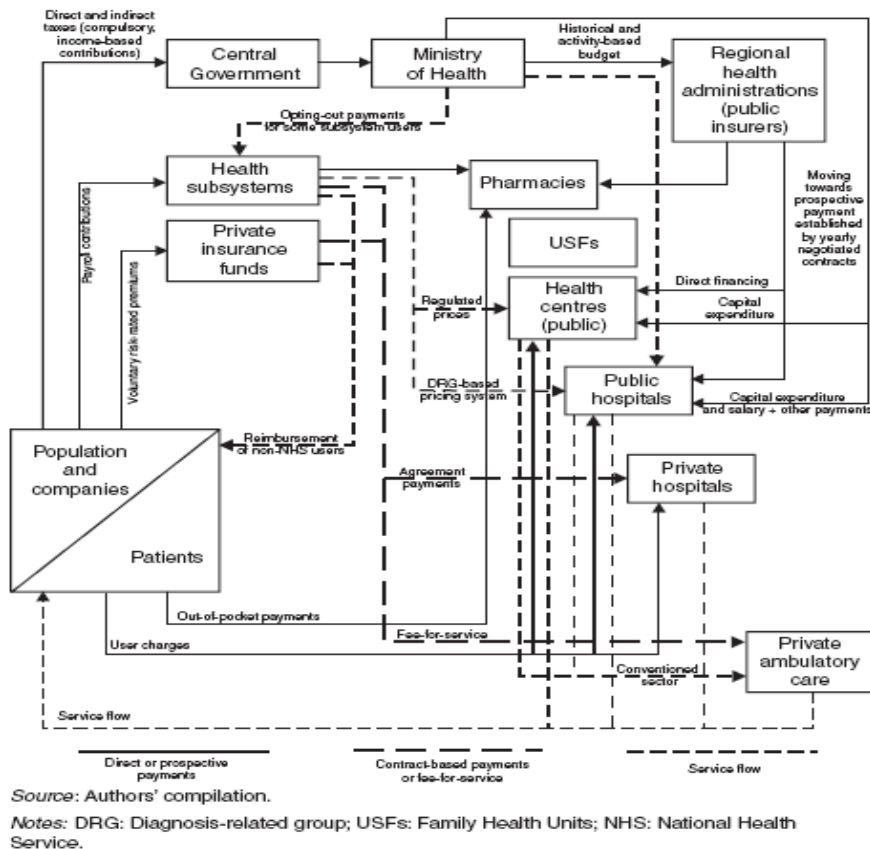 Direct and indirect
taxes (compulsory,
income-based
contributions)
Central
Government
Ministry
of Health
Historical and
activity-based
budget
Regional
health
administrations
(public
insurers)
Opting-out payments
for some subsystem users
Health
subsystems
Pharmacies
Moving
towards
prospective
payment
established
by yearly
negotiated
contracts
Payroll contributions
Private
insurance
funds
USFs
Voluntary risk-rated premiums
Regulated
prices
Health
centres
(public)
Direct financing
Capital
expenditure
DRG-based
pricing system
Public
hospitals
Capital expenditure
and salary + other payments
Population
and
companies
Reimbursement
of non-NHS users
Agreement
payments
Private
hospitals
Patients
Out-of-pocket payments
User charges
Fee-for-service
Private
ambulatory
care
Conventioned
sector
Service flow
Direct or prospective
payments
Contract-based payments
or fee-for-service
Service flow
Source: Authors' compilation.
Notes: DRG: Diagnosis-related group; USFs: Family Health Units; NHS: National Health
Service.